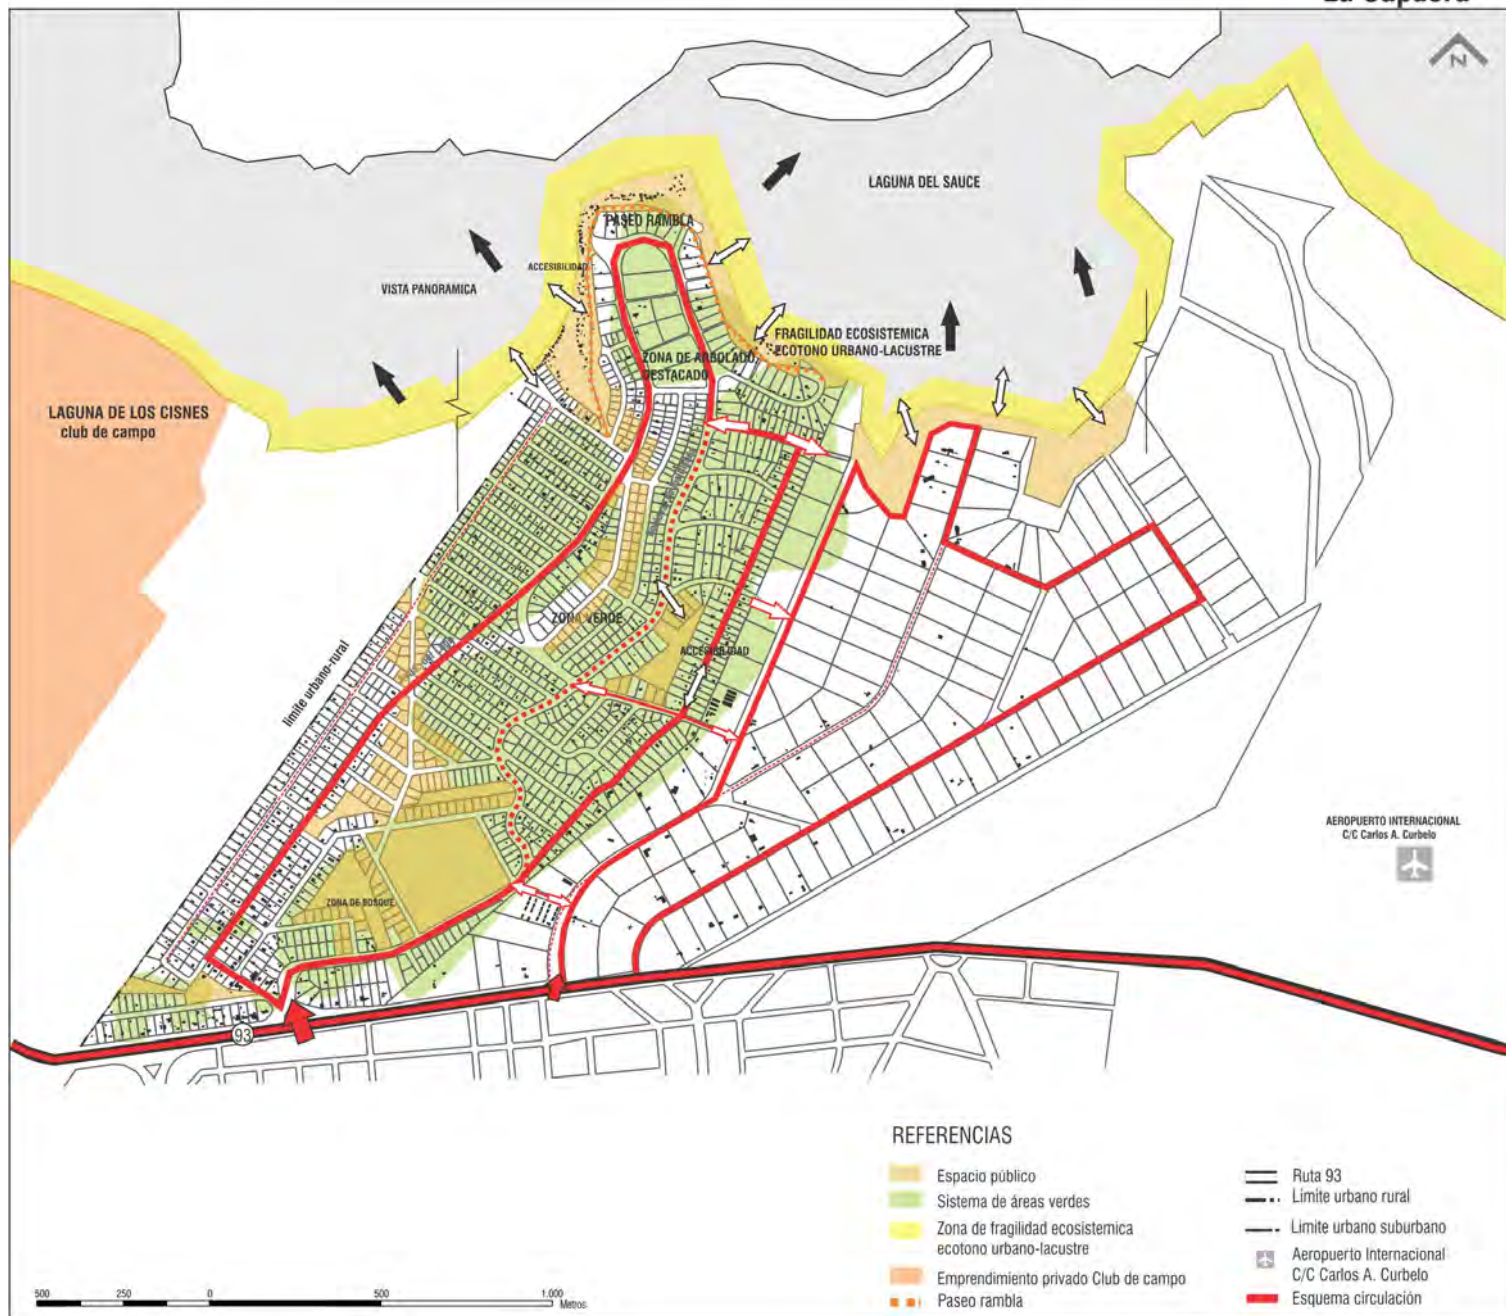 La Capuera
N
LAGUNA DEL SAUCE
PASEO RAMBLA
ACCESIBILIDAD
VISTA PANORAMICA
FRAGILIDAD ECOSISTEMICA
ECOTONO URBANO-LACUSTRE
ZONA DE ARBOLADO
DESTACADO
LAGUNA DE LOS CISNES
club de campo
ZONA VERDE
ACCESIBILIDAD
limite urbano-rural
AEROPUERTO INTERNACIONAL
C/C Carlos A. Curbelo
ZONA DE BOSQUE
93
REFERENCIAS
Espacio público
Sistema de áreas verdes
Zona de fragilidad ecosistemica
ecotono urbano-lacustre
Emprendimiento privado Club de campo
Paseo rambla
Ruta 93
Limite urbano rural
Limite urbano suburbano
Aeropuerto Internacional
C/C Carlos A. Curbelo
Esquema circulación
500 250 0 500 1.000
Metros